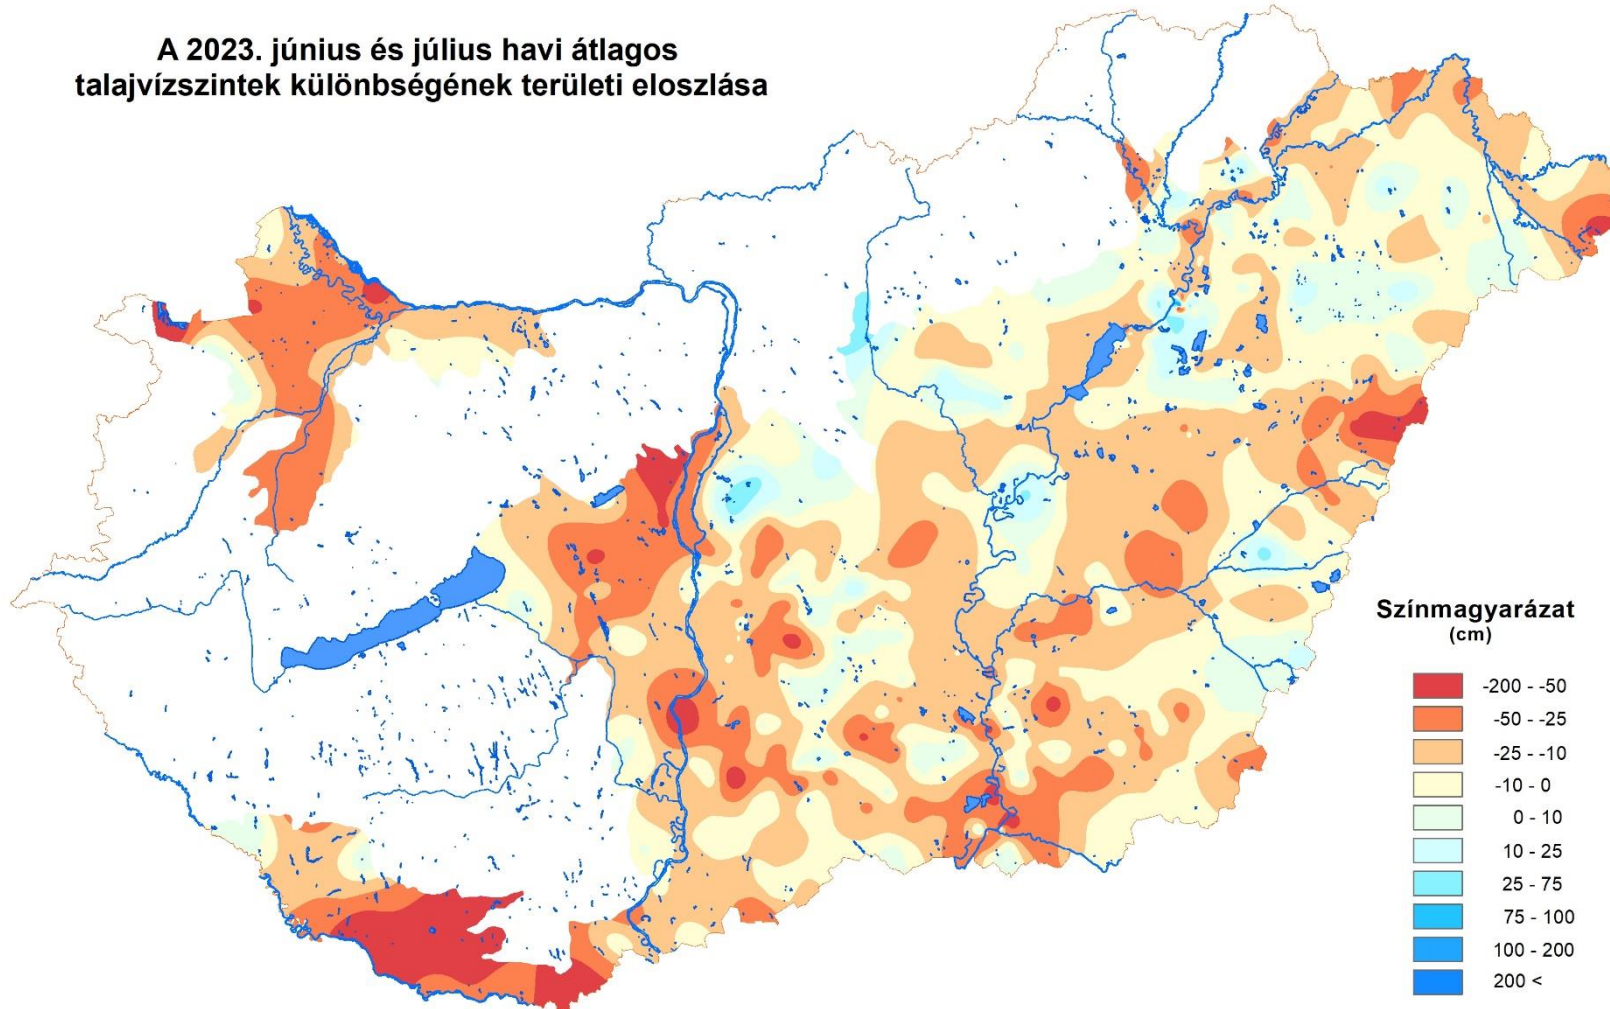 A 2023. június és július havi átlagos
talajvízszintek különbségének területi eloszlása
Színmagyarázat
(cm)
-200 - -50
-50 - -25
-25 - -10
-10 - 0
0 - 10
10 - 25
25 - 75
75 - 100
100 - 200
200 <